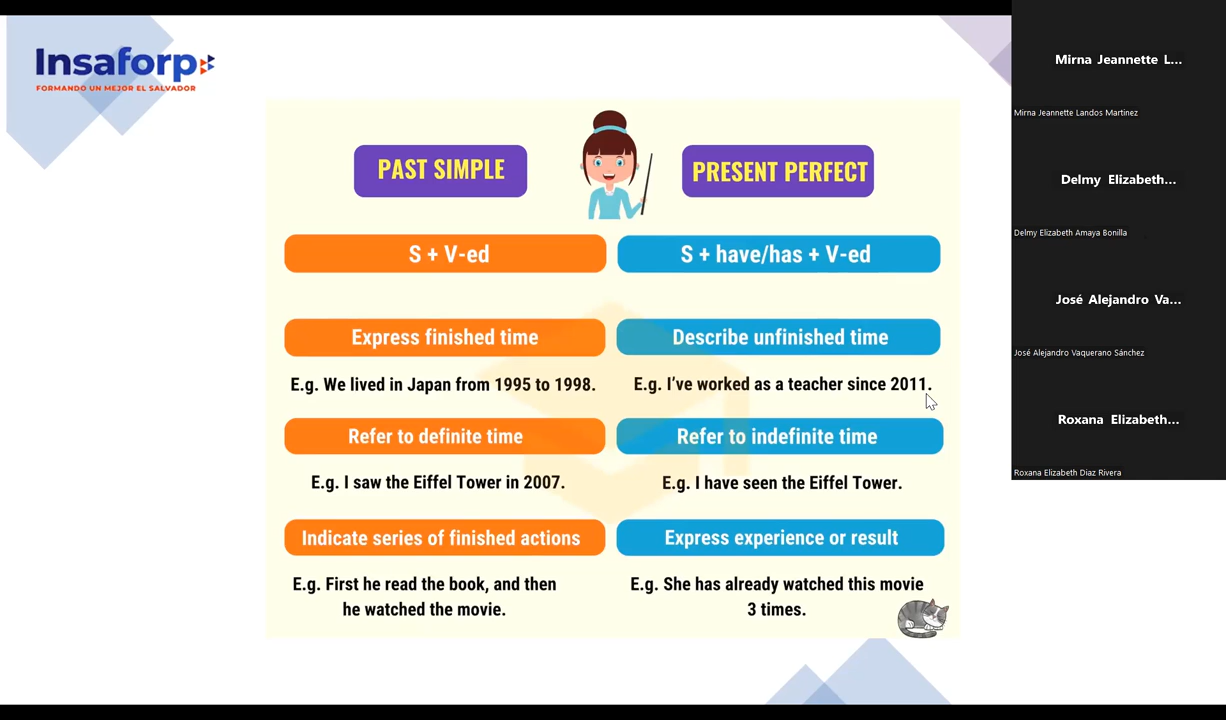 Insaforp
FORMANDO UN MEJOR EL SALVADOR
PAST SIMPLE
PRESENT PERFECT
S + V-ed
S + have/has + V-ed
Express finished time
Describe unfinished time
E.g. We lived in Japan from 1995 to 1998.
E.g. I've worked as a teacher since 2011.
Refer to definite time
Refer to indefinite time
E.g. I saw the Eiffel Tower in 2007.
E.g. I have seen the Eiffel Tower.
Indicate series of finished actions
Express experience or result
E.g. First he read the book, and then
he watched the movie.
E.g. She has already watched this movie
3 times.
Mirna Jeannette L...
Mirna Jeannette Landos Martinez
Delmy Elizabeth...
Delmy Elizabeth Amaya Bonilla
José Alejandro Va...
José Alejandro Vaquerano Sánchez
Roxana Elizabeth...
Roxana Elizabeth Diaz Rivera